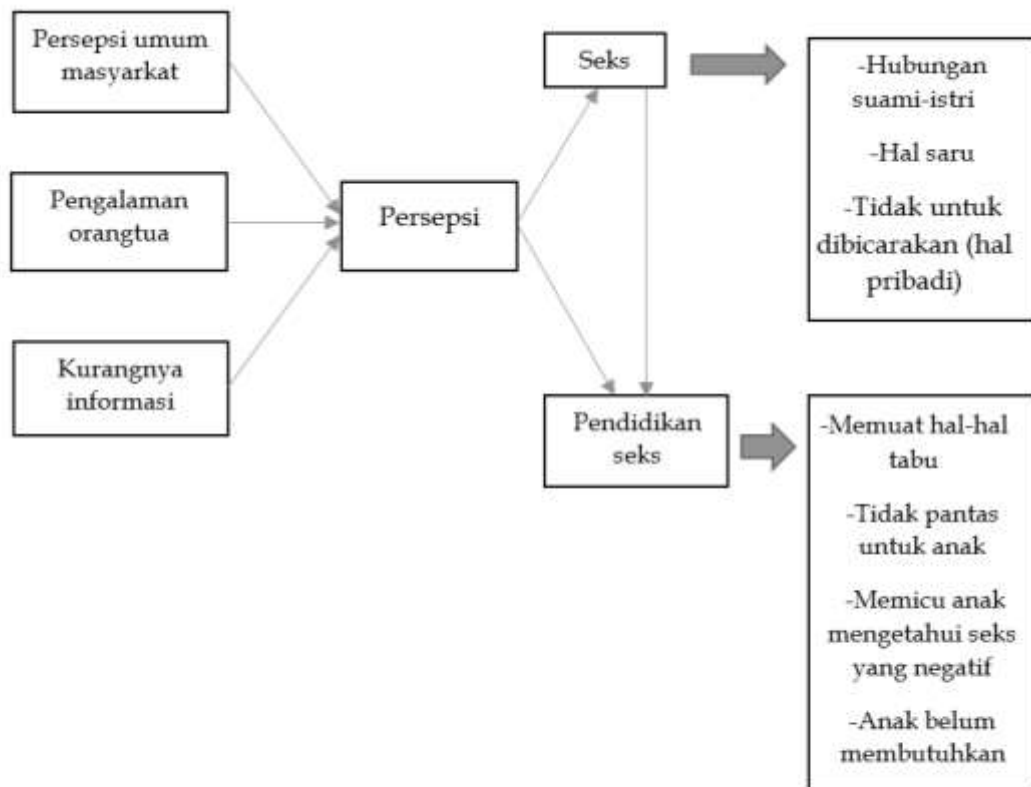 Persepsi umum
masyarkat
Pengalaman
orangtua
Kurangnya
informasi
Persepsi
Seks
Pendidikan
seks
-Hubungan
suami-istri
-Hal saru
-Tidak untuk
dibicarakan (hal
pribadi)
-Memuat hal-hal
tabu
-Tidak pantas
untuk anak
-Memicu anak
mengetahui seks
yang negatif
-Anak belum
membutuhkan